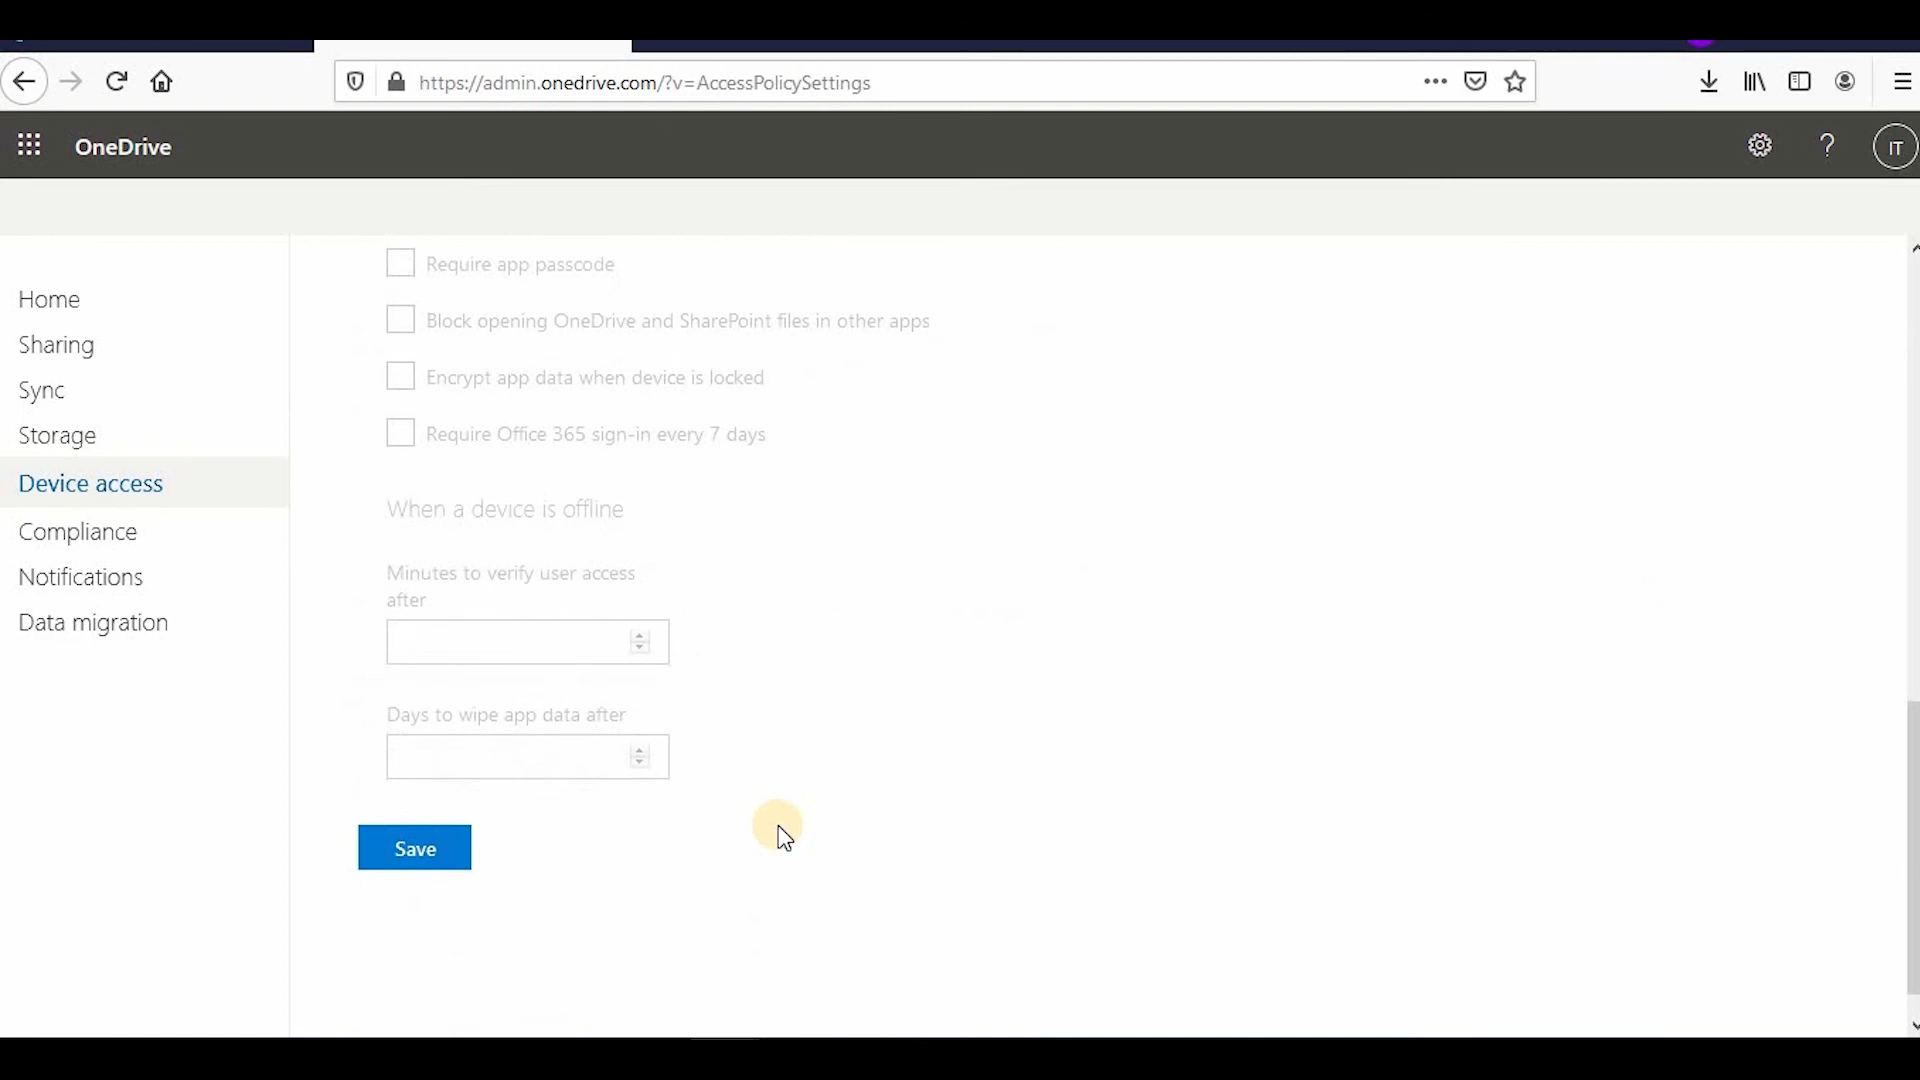 https://admin.onedrive.com/?v=AccessPolicySettings
OneDrive
?
IT
Home
Sharing
Sync
Storage
Device access
Compliance
Notifications
Data migration
Require app passcode
Block opening OneDrive and SharePoint files in other apps
Encrypt app data when device is locked
Require Office 365 sign-in every 7 days
When a device is offline
Minutes to verify user access
after
Days to wipe app data after
Save